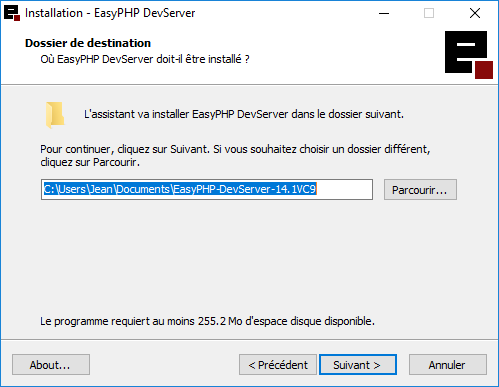 Installation - EasyPHP DevServer
Dossier de destination
Où EasyPHP DevServer doit-il être installé ?
L'assistant va installer EasyPHP DevServer dans le dossier suivant.
Pour continuer, cliquez sur Suivant. Si vous souhaitez choisir un dossier différent,
cliquez sur Parcourir.
C:\Users\Jean\Documents\EasyPHP-DevServer-14.1VC9
Parcourir...
Le programme requiert au moins 255.2 Mo d'espace disque disponible.
About...
< Précédent
Suivant >
Annuler